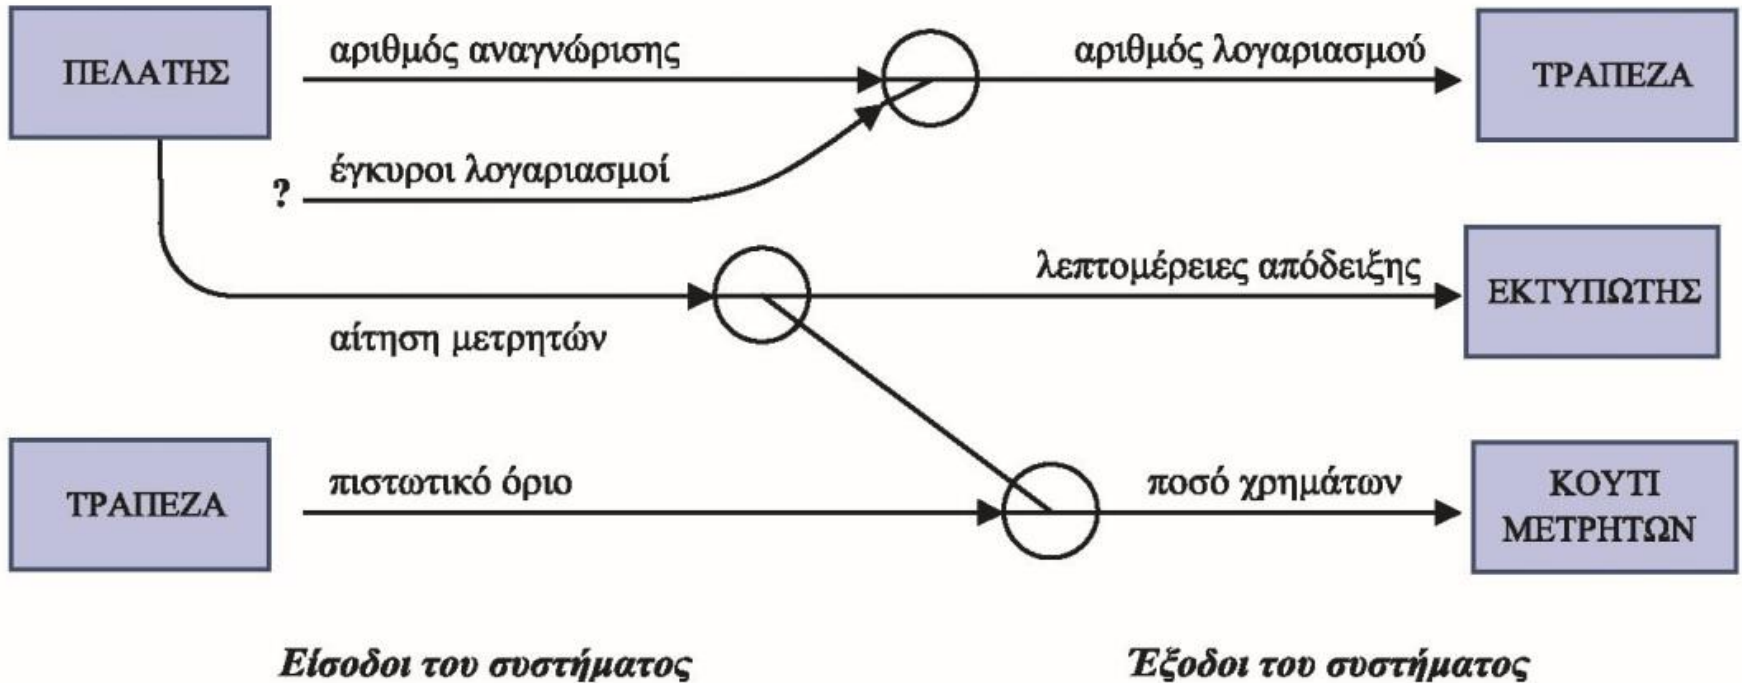 ΠΕΛΑΤΗΣ
αριθμός αναγνώρισης
αριθμός λογαριασμού
ΤΡΑΠΕΖΑ
έγκυροι λογαριασμοί
?
λεπτομέρειες απόδειξης
ΕΚΤΥΠΩΤΗΣ
αίτηση μετρητών
ΤΡΑΠΕΖΑ
πιστωτικό όριο
ποσό χρημάτων
ΚΟΥΤΙ
ΜΕΤΡΗΤΩΝ
Είσοδοι του συστήματος
Έξοδοι του συστήματος